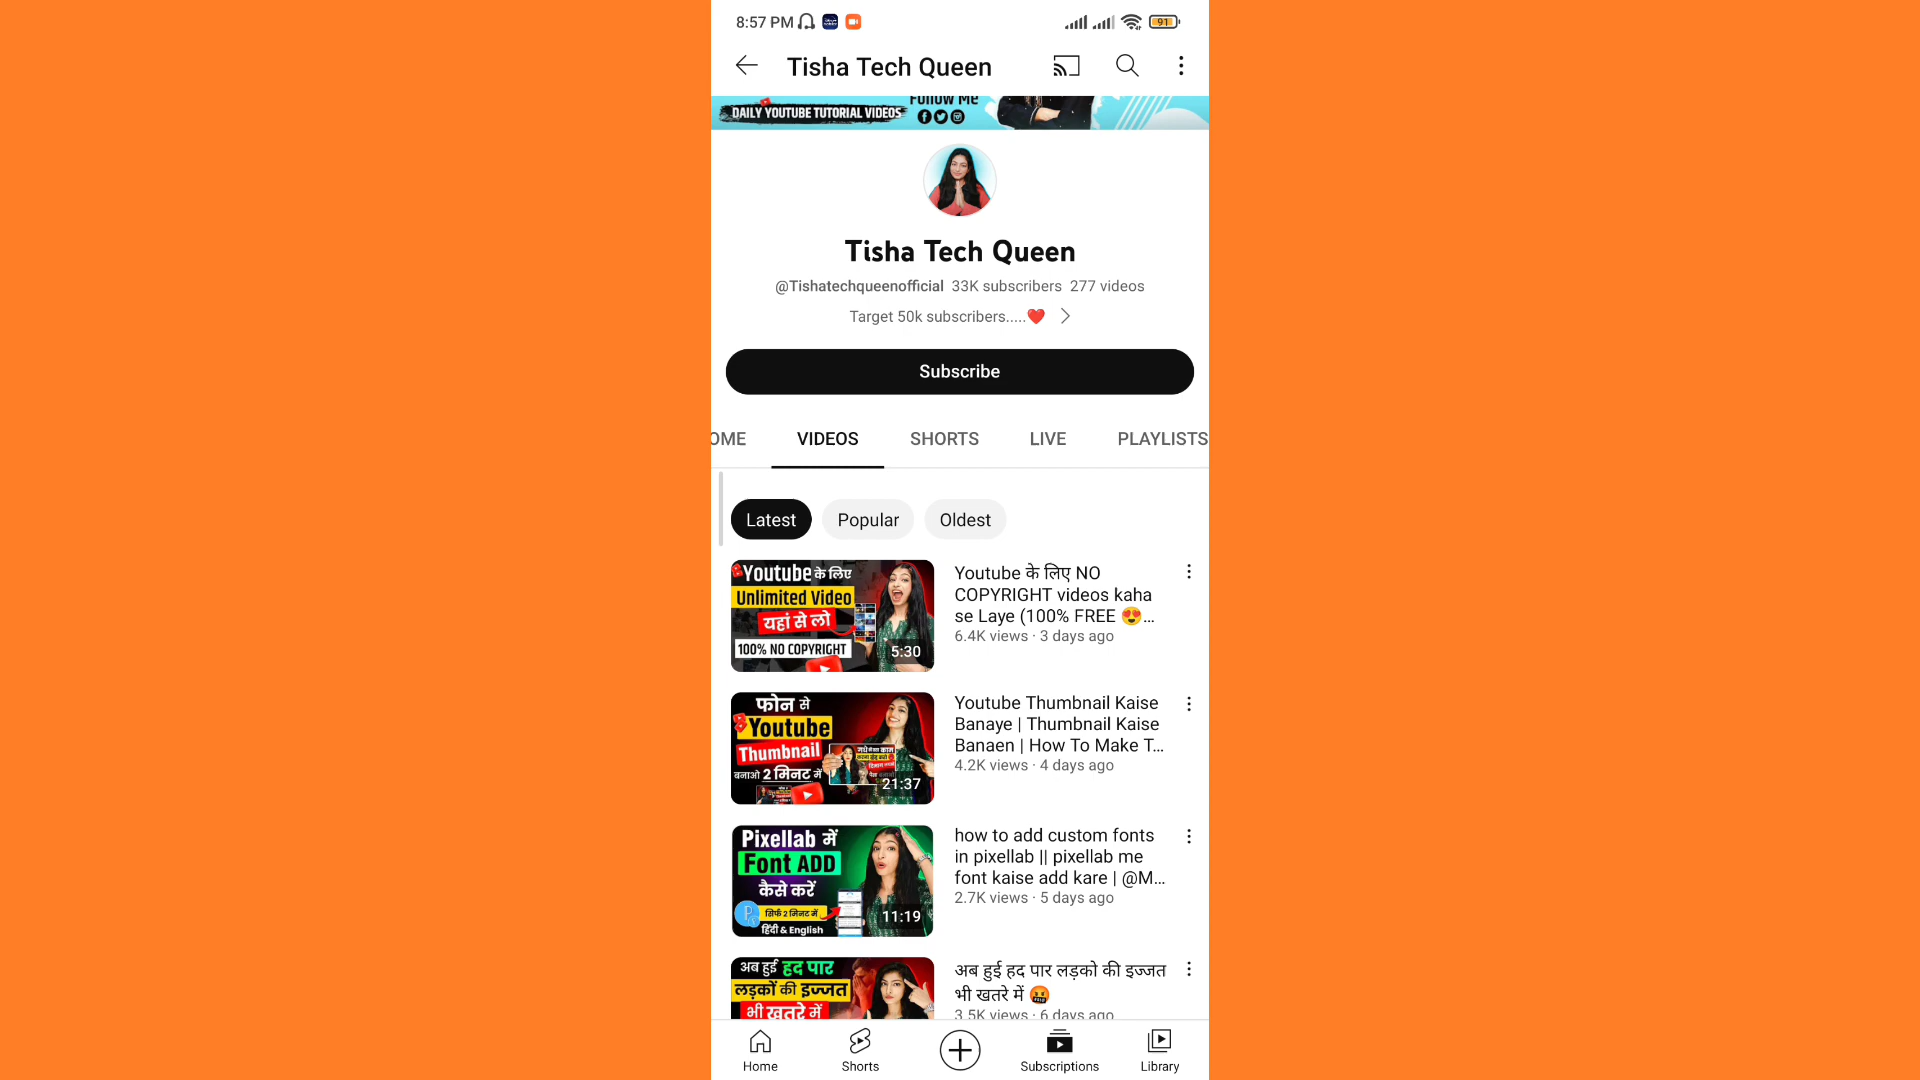 8:57 PM
91
Tisha Tech Queen
DAILY YOUTUBE TUTORIAL VIDEOS
Follow Me
Tisha Tech Queen
@Tishatechqueenofficial 33K subscribers 277 videos
Target 50k subscribers.....❤️
Subscribe
OME VIDEOS SHORTS LIVE PLAYLISTS
Latest Popular Oldest
Youtube के लिए
Unlimited Video
यहां से लो
100% NO COPYRIGHT
5:30
Youtube के लिए NO
COPYRIGHT videos kaha
se Laye (100% FREE 😍...
6.4K views · 3 days ago
फोन से
Youtube
Thumbnail
बनाओ 2 मिनट में
21:37
Youtube Thumbnail Kaise
Banaye | Thumbnail Kaise
Banaen | How To Make T...
4.2K views · 4 days ago
Pixellab में
Font ADD
कैसे करें
सिर्फ 2 मिनट में
हिंदी & English
11:19
how to add custom fonts
in pixellab || pixellab me
font kaise add kare | @M...
2.7K views · 5 days ago
अब हुई हद पार
लड़कों की इज्जत
भी खतरे में
अब हुई हद पार लड़को की इज्जत
भी खतरे में 🤬
3.5K views · 6 days ago
Home Shorts Subscriptions Library